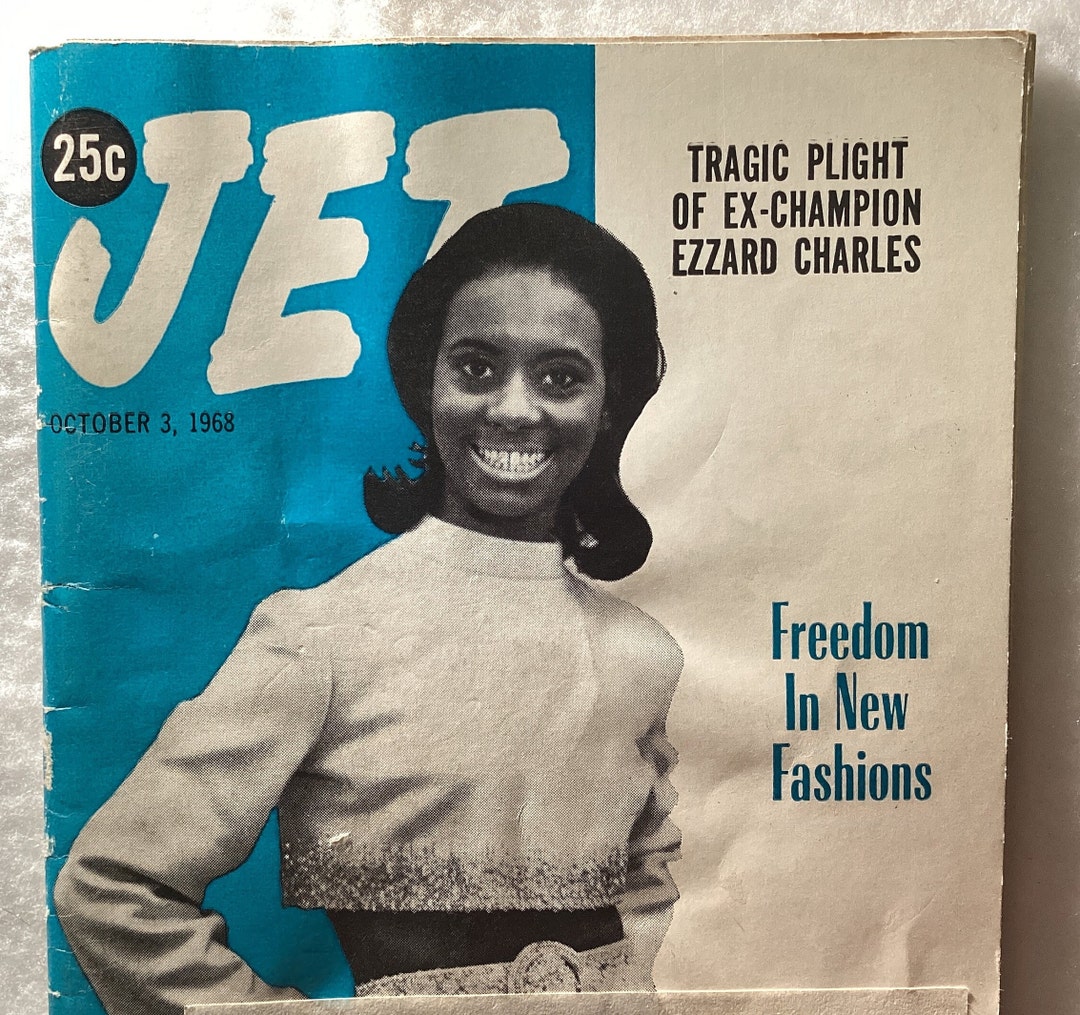 25c
JET
OCTOBER 3, 1968
TRAGIC PLIGHT
OF EX-CHAMPION
EZZARD CHARLES
Freedom
In New
Fashions